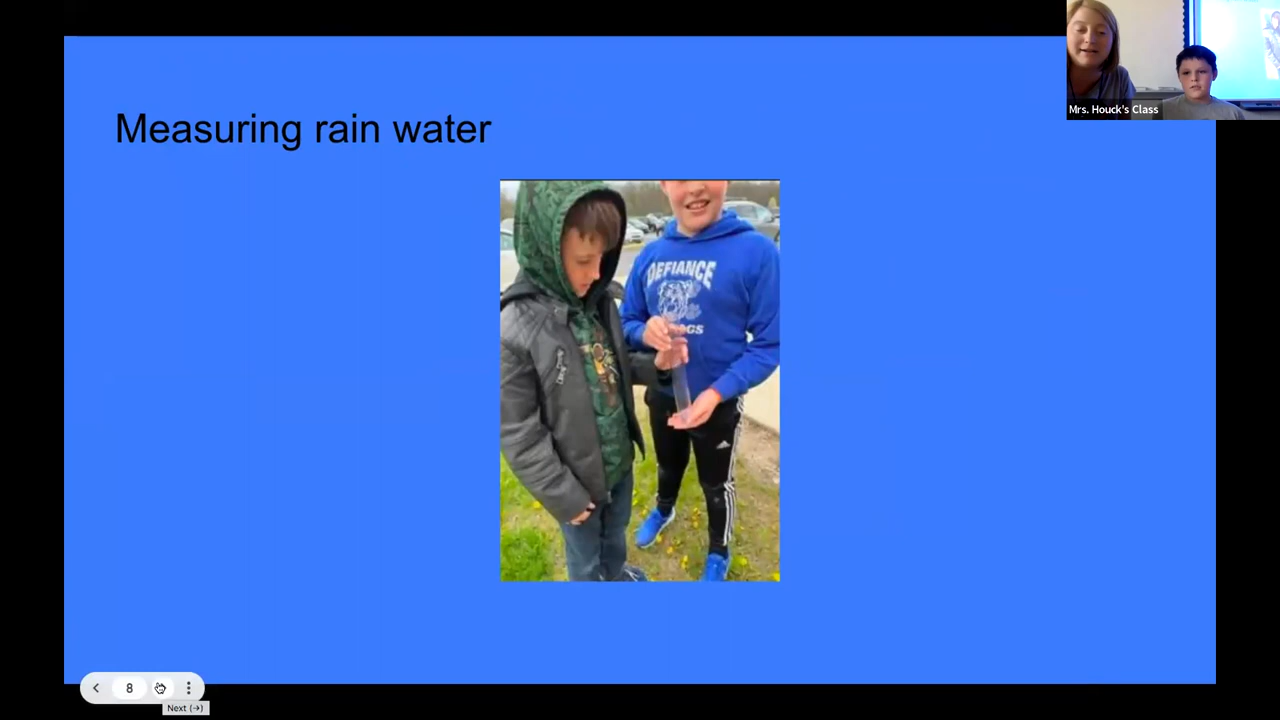 Measuring rain water
Mrs. Houck's Class
DEFIANCE
8
Next (→)